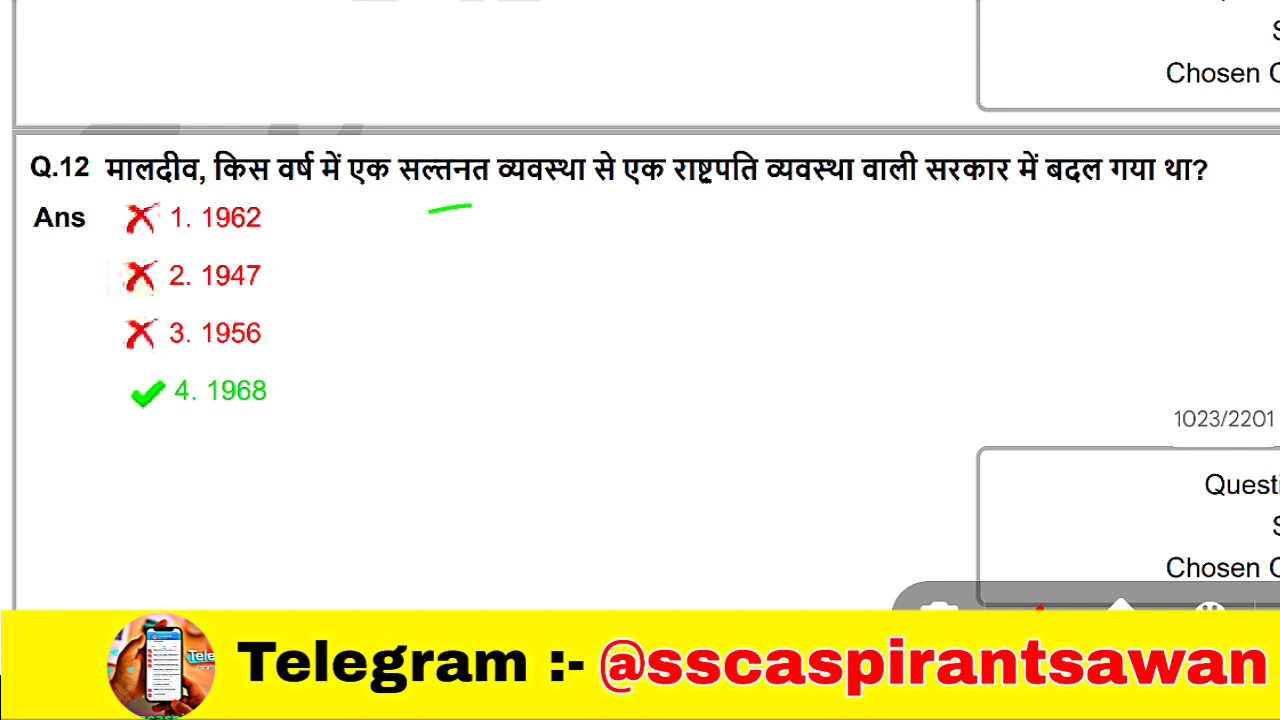 Chosen
Q.12 मालदीव, किस वर्ष में एक सल्तनत व्यवस्था से एक राष्ट्रपति व्यवस्था वाली सरकार में बदल गया था?
Ans 1. 1962
2. 1947
3. 1956
4. 1968
1023/2201
Questi
Chosen
Telegram :- @sscaspirantsawan